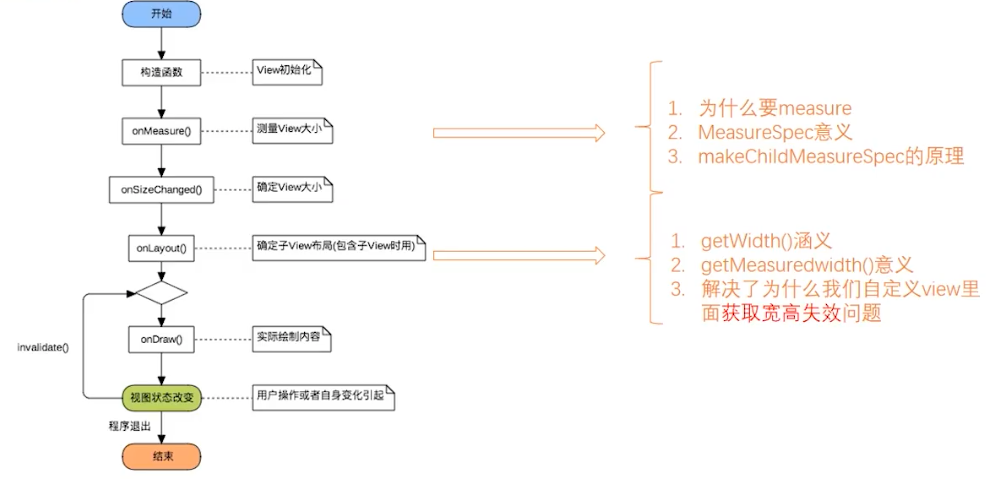 开始
构造函数
View初始化
onMeasure()
测量View大小
onSizeChanged()
确定View大小
onLayout()
确定子View布局(包含子View时用)
invalidate()
onDraw()
实际绘制内容
视图状态改变
用户操作或者自身变化引起
程序退出
结束
1. 为什么要measure
2. MeasureSpec意义
3. makeChildMeasureSpec的原理
1. getWidth()涵义
2. getMeasuredwidth()意义
3. 解决了为什么我们自定义view里
面获取宽高失效问题